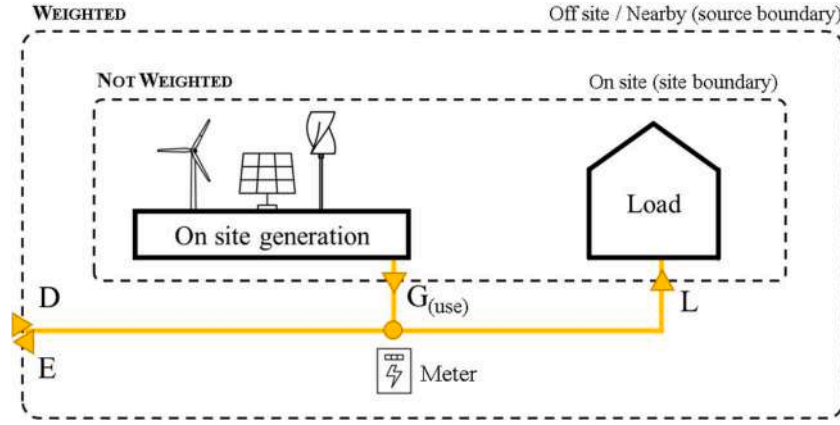 WEIGHTED
Off site / Nearby (source boundary)
NOT WEIGHTED
On site (site boundary)
On site generation
Load
D
G(use)
L
E
Meter